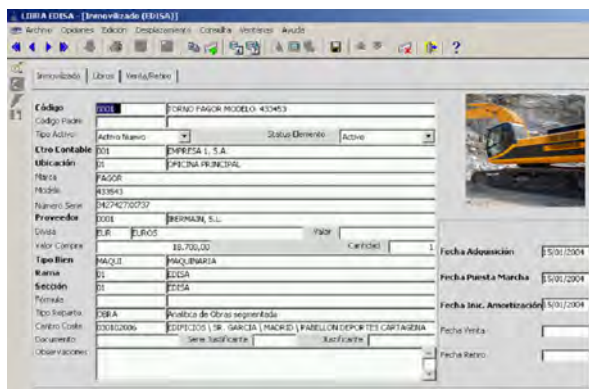 LIBRA EDISA - [Inmovilizado (EDISA)]
Archivo Opciones Edición Desplazamiento Consulta Ventanas Ayuda
Inmovilizado Libros Venta/Retiro
Código 0001 TORNO FAGOR MODELO: 433453
Código Padre
Tipo Activo Activo Nuevo Status Elemento Activo
Ctro Contable 001 EMPRESA 1, S.A.
Ubicación 01 OFICINA PRINCIPAL
Marca FAGOR
Modelo 433543
Número Serie
Proveedor 0001 IBERMAIN, S.L.
Divisa EUR EUROS Valor
Valor Compra 18.700,00 Cantidad 1
Fecha Adquisición 15/01/2004
Tipo Bien MAQUI MAQUINARIA
Rama 01 EDISA
Fecha Puesta Marcha 15/01/2004
Sección 01 EDISA
Fórmula
Fecha Inic. Amortización 15/01/2004
Tipo Reparto OBRA Analítica de Obras segmentada
Centro Coste 030102006 EDIFICIOS \ SR. GARCIA \ MADRID \ PABELLON DEPORTES CARTAGENA
Fecha Venta
Documento Serie Justificante Justificante
Observaciones
Fecha Retiro